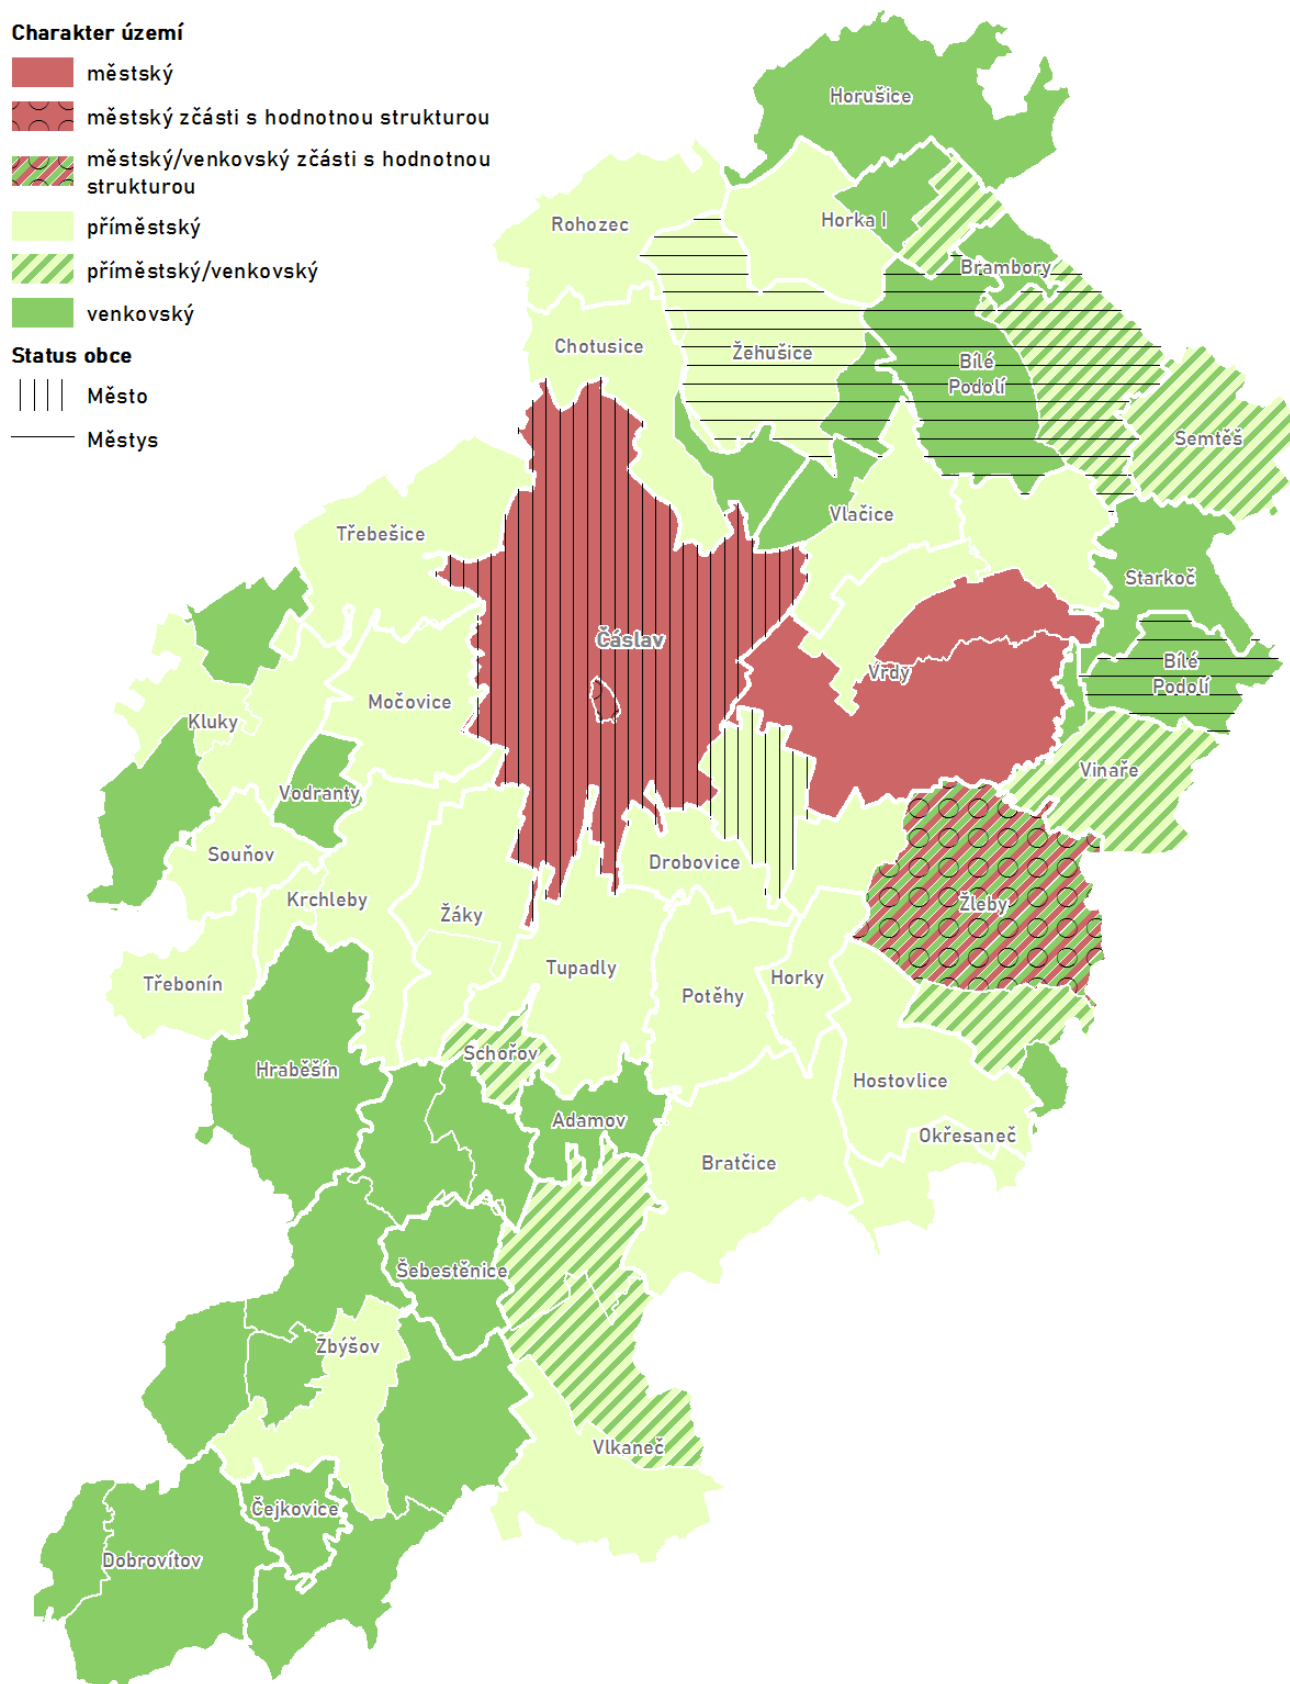 Charakter území
městský
městský zčásti s hodnotnou strukturou
městský/venkovský zčásti s hodnotnou
strukturou
příměstský
příměstský/venkovský
venkovský
Status obce
Město
Městys
Horušice
Rohozec
Horka I
Brambory
Chotusice
Žehušice
Bílé
Podolí
Semtěš
Vlačice
Třebešice
Starkoč
Čáslav
Bílé
Podolí
Vrdy
Močovice
Kluky
Vinaře
Vodranty
Souňov
Drobovice
Krchleby
Žáky
Žleby
Tupadly
Horky
Třebonín
Potěhy
Schořov
Hraběšín
Hostovlice
Adamov
Okřesaneč
Bratčice
Šebestěnice
Zbýšov
Vlkaneč
Čejkovice
Dobrovítov